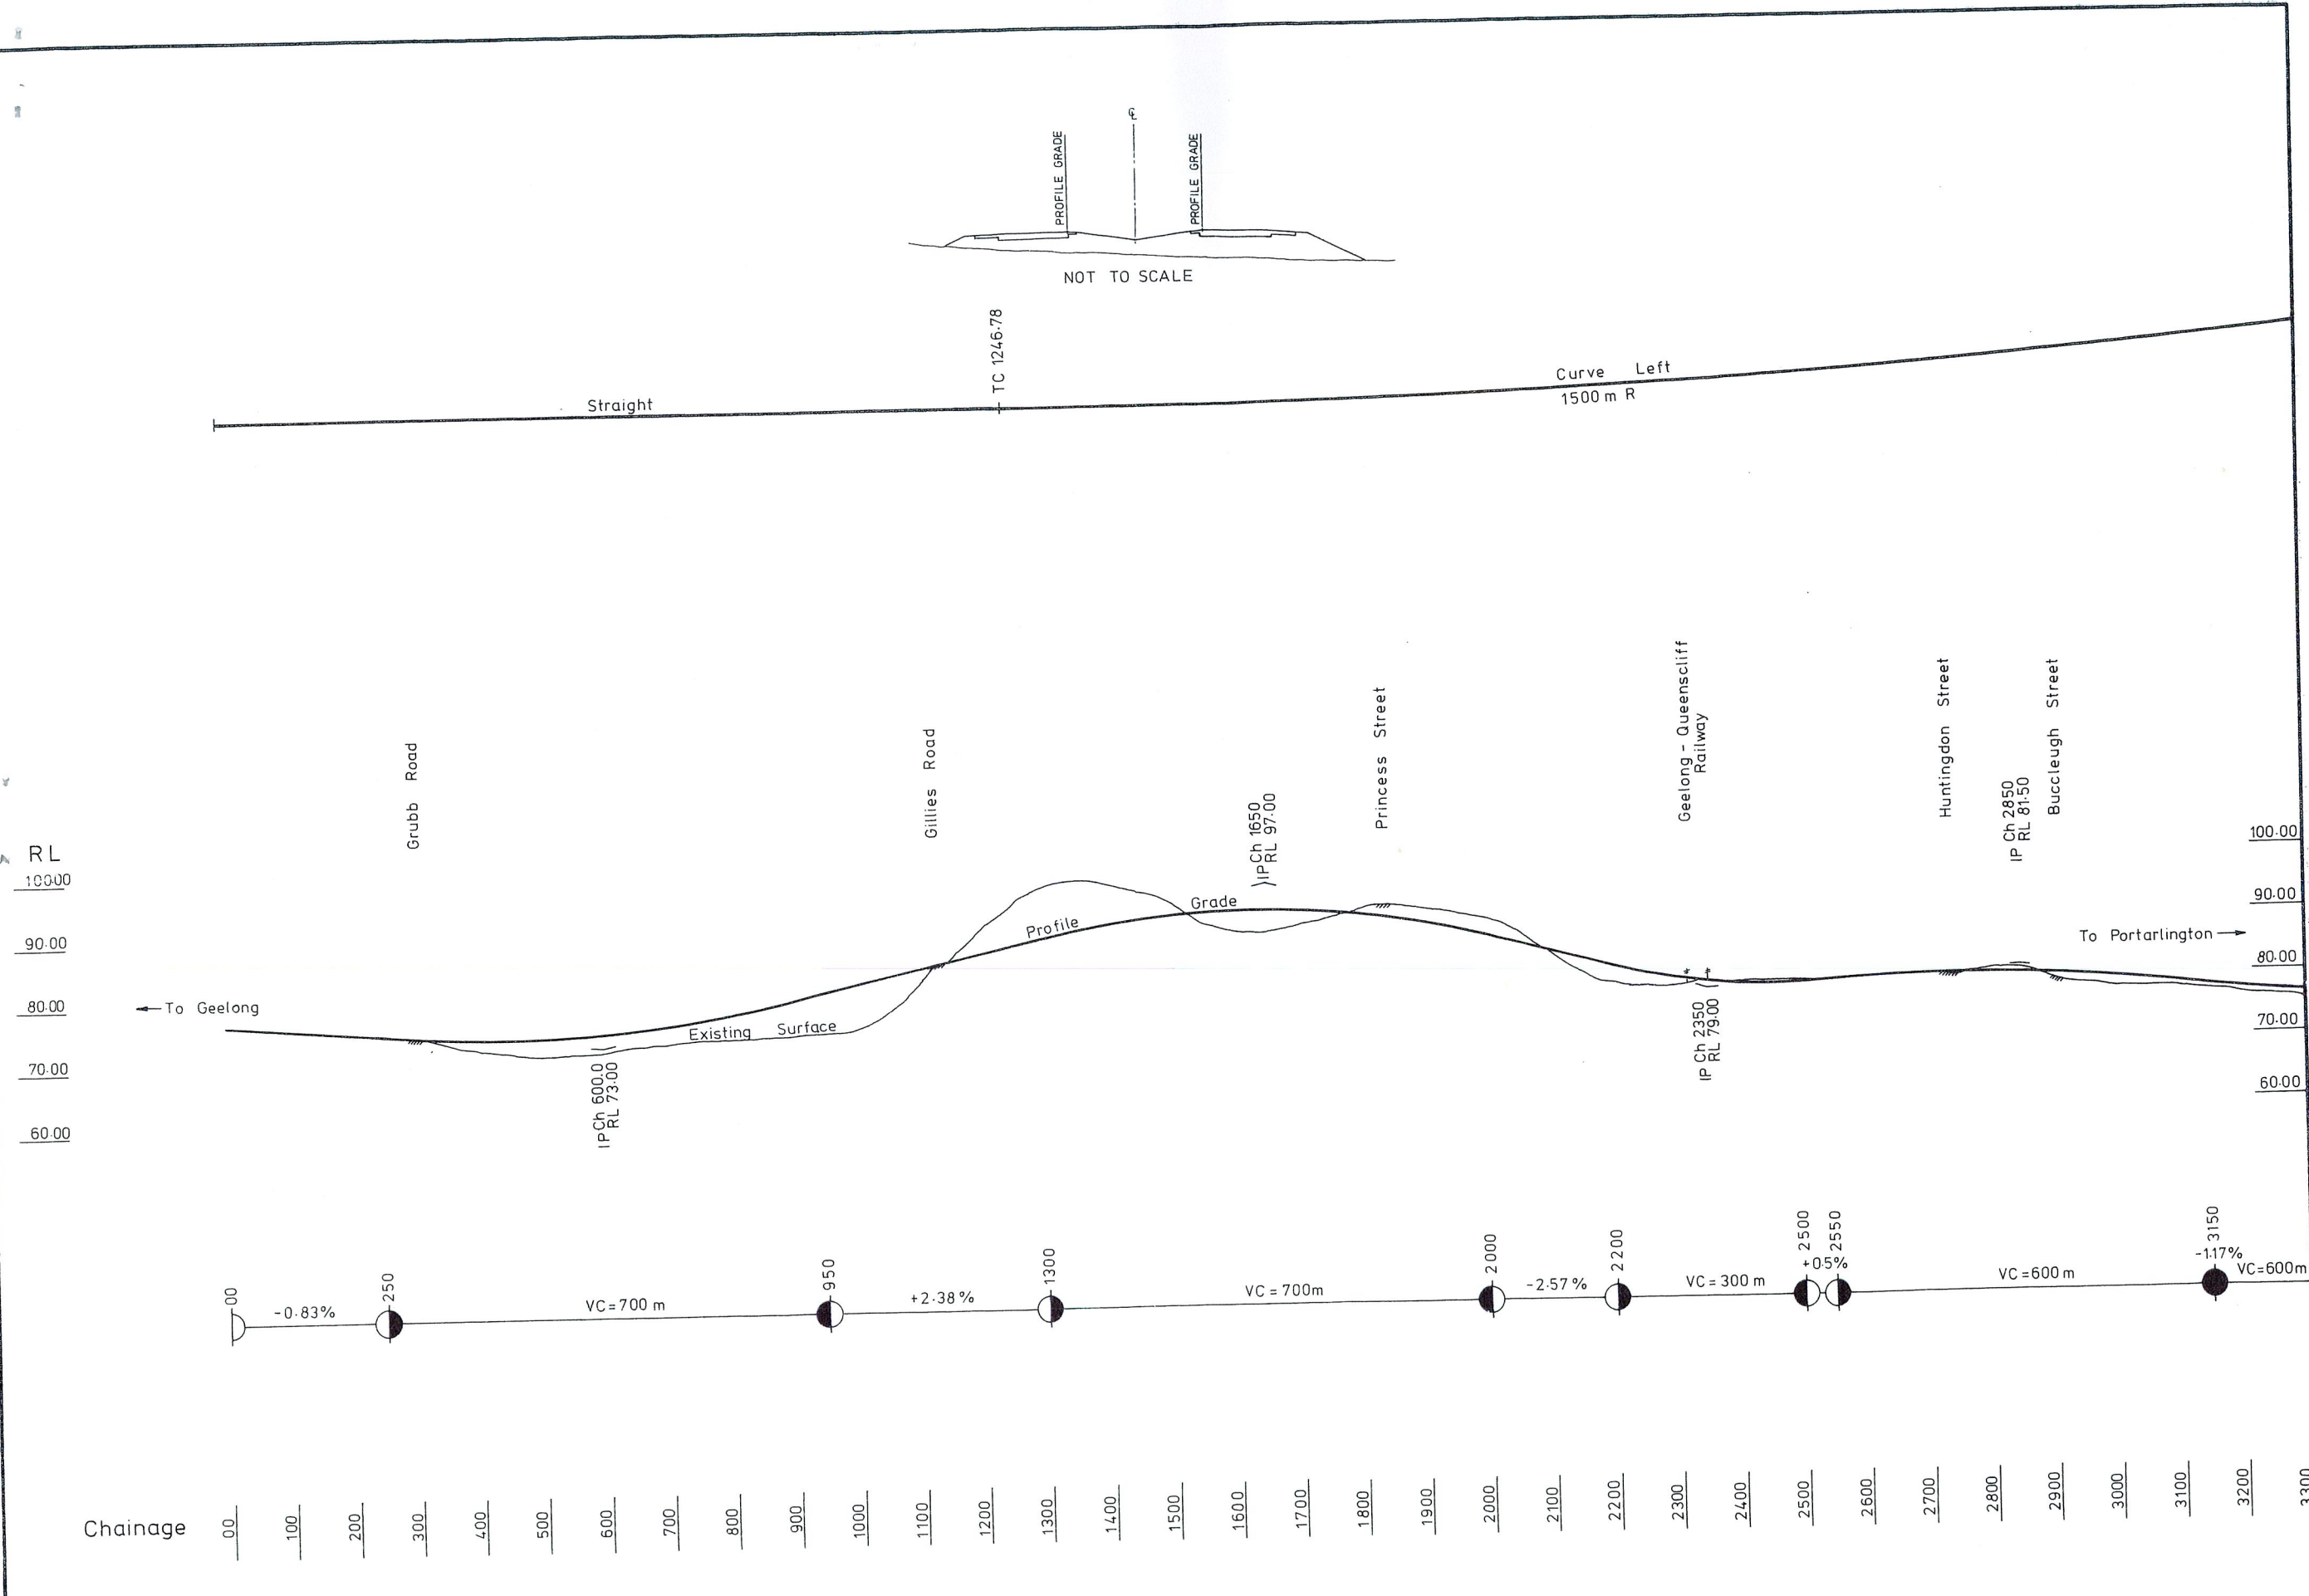 ℄
PROFILE GRADE
PROFILE GRADE
NOT TO SCALE
TC 1246·78
Straight
Curve Left
1500 m R
Grubb Road
Gillies Road
IP Ch 1650
RL 97·00
Princess Street
Geelong - Queenscliff
Railway
Huntingdon Street
IP Ch 2850
RL 81·50
Buccleugh Street
RL
100·00
90·00
80·00
70·00
60·00
100·00
90·00
80·00
70·00
60·00
Profile Grade
To Portarlington
To Geelong
Existing Surface
IP Ch 600.0
RL 73·00
IP Ch 2350
RL 79·00
00
250
950
1300
2000
2200
2500
2550
3150
-0·83%
VC=700 m
+2·38%
VC=700m
-2·57%
VC=300 m
+0·5%
VC=600m
-1·17%
VC=600m
Chainage
00 100 200 300 400 500 600 700 800 900 1000 1100 1200 1300 1400 1500 1600 1700 1800 1900 2000 2100 2200 2300 2400 2500 2600 2700 2800 2900 3000 3100 3200 3300